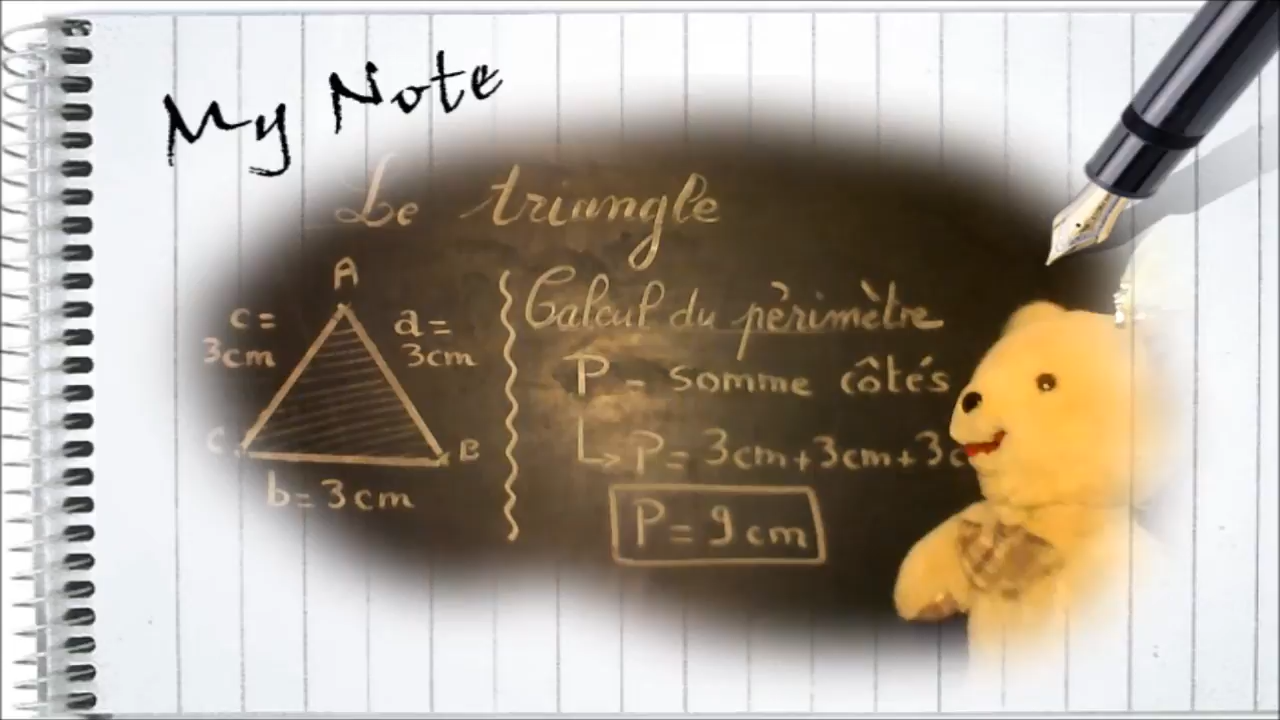 My Note
Le triangle
A
c=
3cm
a=
3cm
C
B
b=3cm
Calcul du périmètre
P = somme côtés
P= 3cm+3cm+3c
P= 9cm